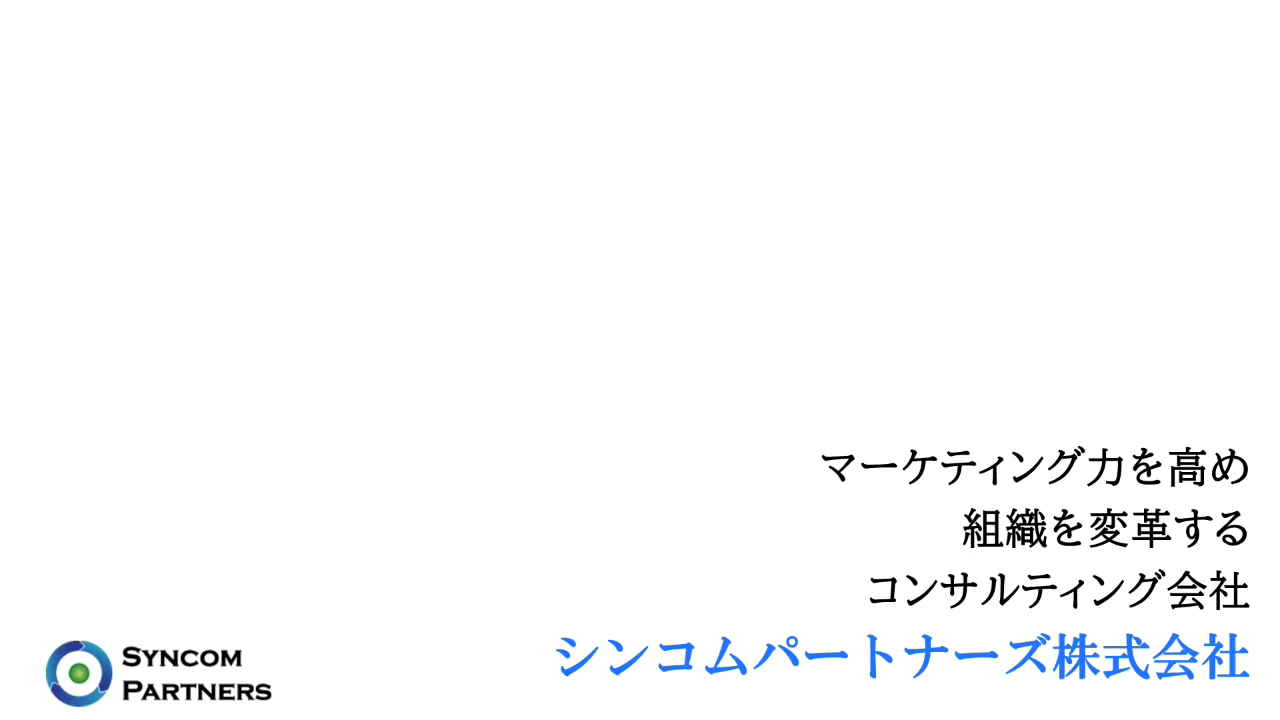 マーケティング力を高め
組織を変革する
コンサルティング会社
シンコムパートナーズ株式会社
SYNCOM
PARTNERS